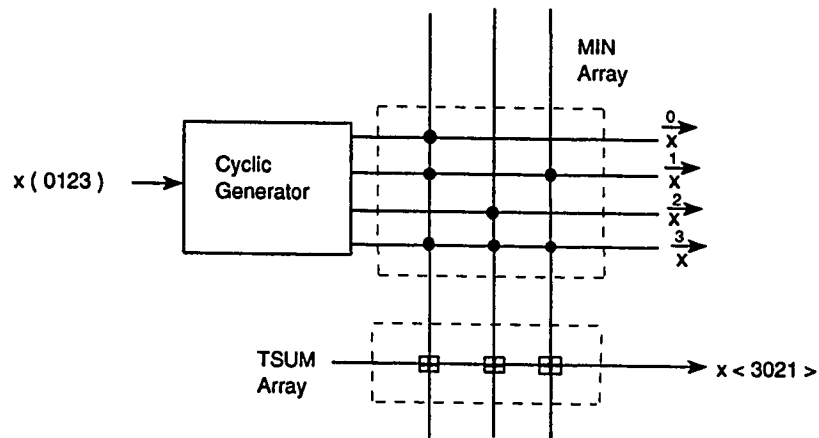 MIN
Array
0
x
Cyclic
Generator
x ( 0123 )
1
x
2
x
3
x
TSUM
Array
x < 3021 >